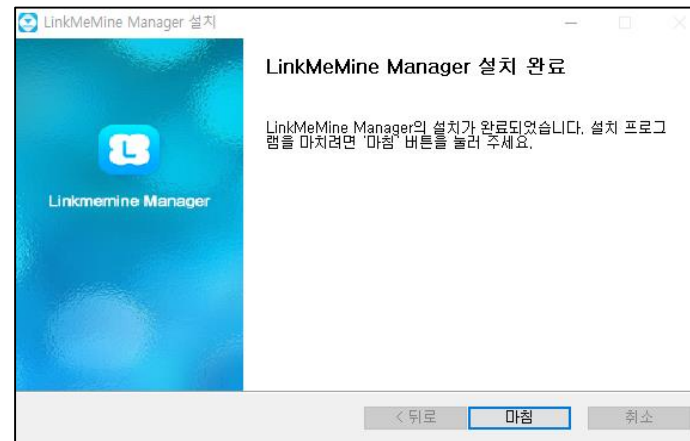 LinkMeMine Manager 설치
LinkMeMine Manager 설치 완료
LinkMeMine Manager의 설치가 완료되었습니다. 설치 프로그
램을 마치려면 '마침' 버튼을 눌러 주세요.
L
Linkmemine Manager
< 뒤로
마침
취소